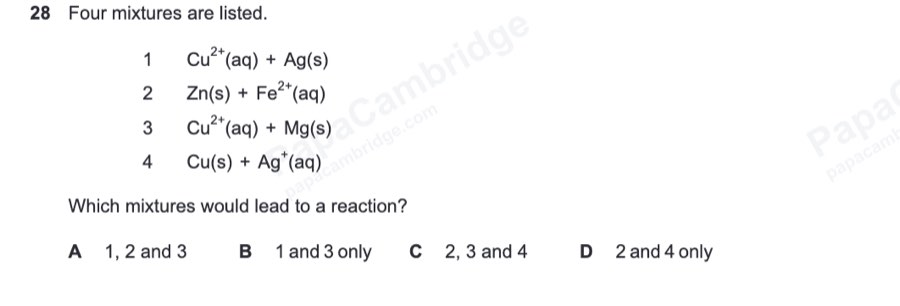 28 Four mixtures are listed.
1 Cu²⁺(aq) + Ag(s)
2 Zn(s) + Fe²⁺(aq)
3 Cu²⁺(aq) + Mg(s)
4 Cu(s) + Ag⁺(aq)
Which mixtures would lead to a reaction?
A 1, 2 and 3 B 1 and 3 only C 2, 3 and 4 D 2 and 4 only
PapaCambridge
papacambridge.com